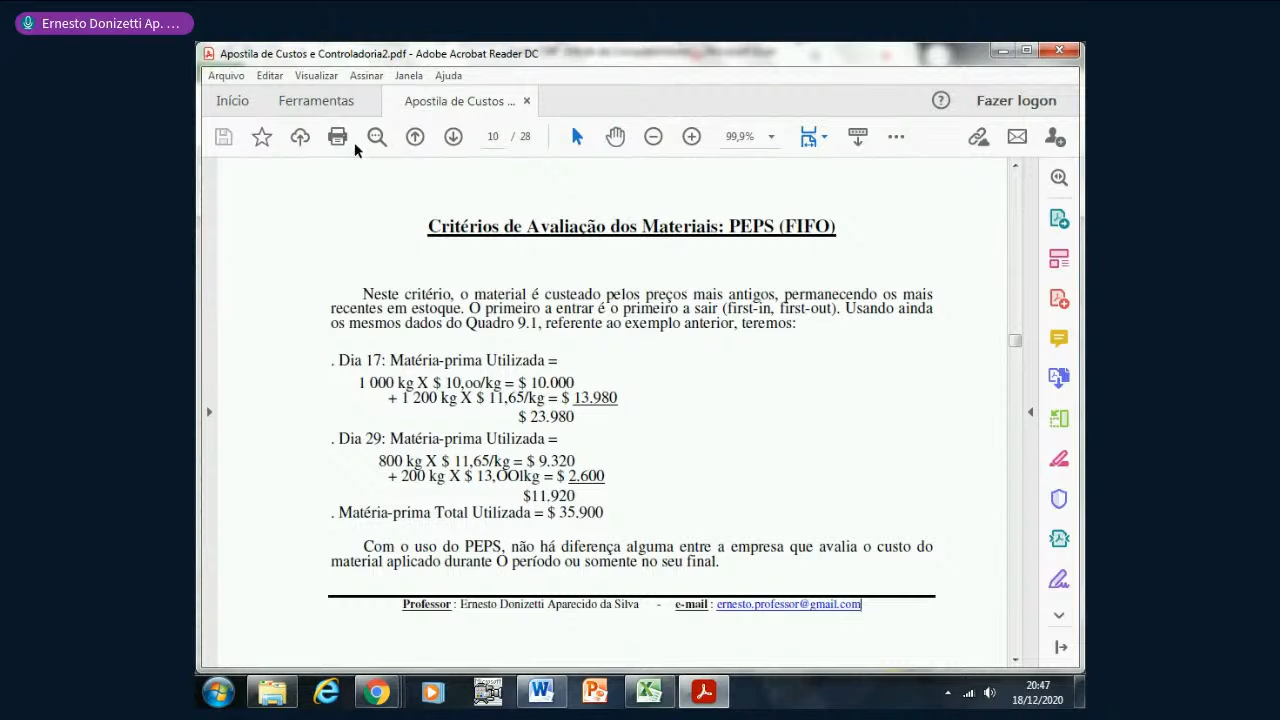 Ernesto Donizetti Ap. ...
Apostila de Custos e Controladoria2.pdf - Adobe Acrobat Reader DC
Arquivo Editar Visualizar Assinar Janela Ajuda
Início Ferramentas Apostila de Custos ... × Fazer logon
10 / 28 99,9%
Critérios de Avaliação dos Materiais: PEPS (FIFO)
Neste critério, o material é custeado pelos preços mais antigos, permanecendo os mais
recentes em estoque. O primeiro a entrar é o primeiro a sair (first-in, first-out). Usando ainda
os mesmos dados do Quadro 9.1, referente ao exemplo anterior, teremos:
. Dia 17: Matéria-prima Utilizada =
1 000 kg X $ 10,oo/kg = $ 10.000
+ 1 200 kg X $ 11,65/kg = $ 13.980
$ 23.980
. Dia 29: Matéria-prima Utilizada =
800 kg X $ 11,65/kg = $ 9.320
+ 200 kg X $ 13,OOlkg = $ 2.600
$11.920
. Matéria-prima Total Utilizada = $ 35.900
Com o uso do PEPS, não há diferença alguma entre a empresa que avalia o custo do
material aplicado durante O período ou somente no seu final.
Professor : Ernesto Donizetti Aparecido da Silva - e-mail : ernesto.professor@gmail.com
20:47
18/12/2020